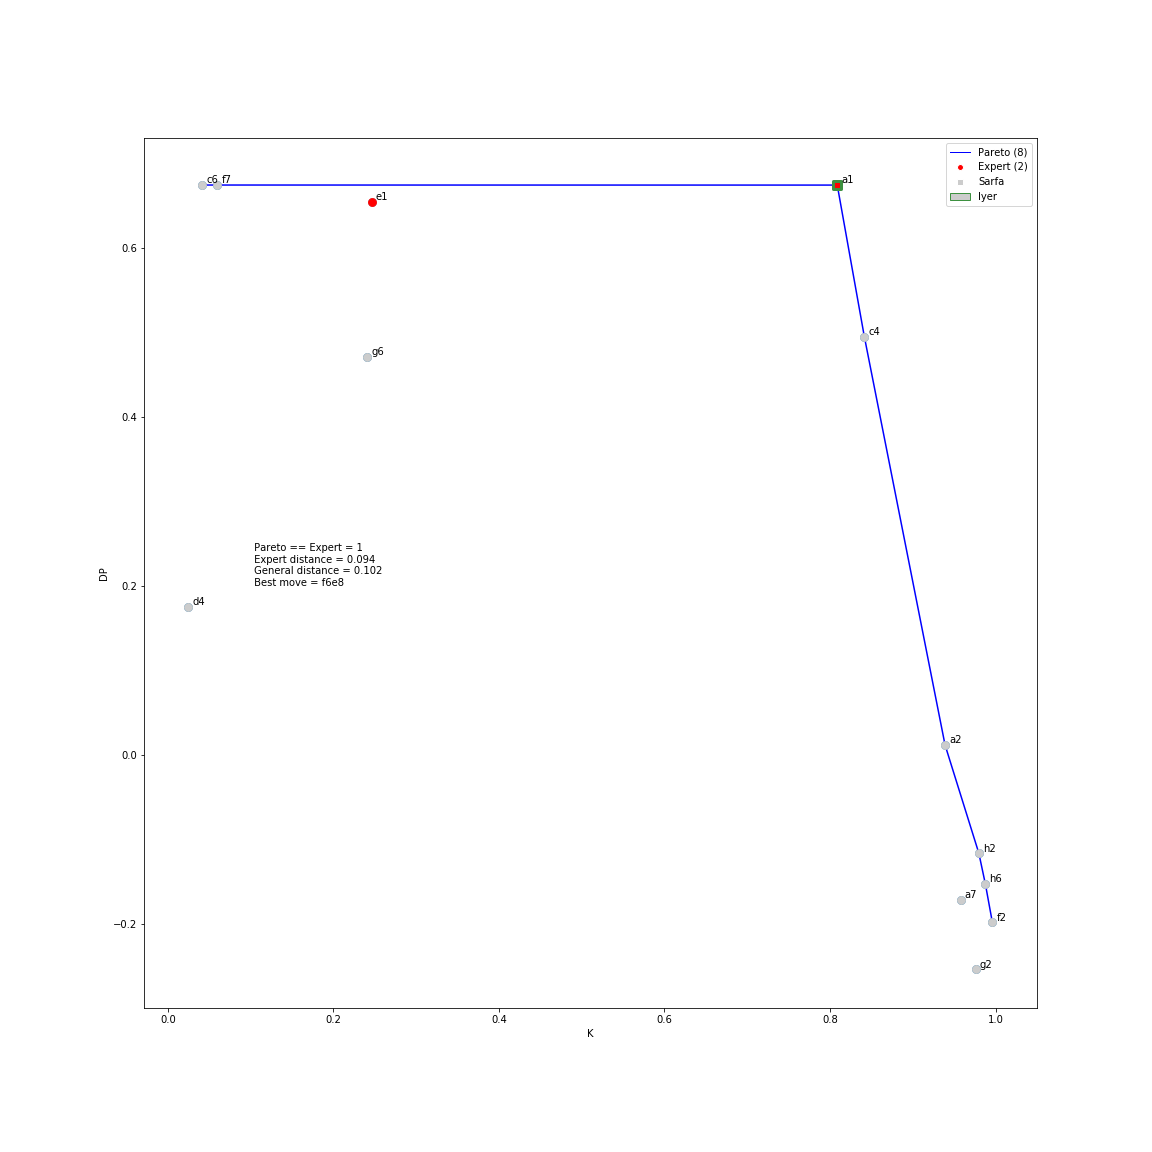 Pareto (8)
Expert (2)
Sarfa
Iyer
c6 f7
a1
e1
c4
g6
Pareto == Expert = 1
Expert distance = 0.094
General distance = 0.102
Best move = f6e8
d4
a2
h2
h6
a7
f2
g2
0.6
0.4
0.2
0.0
−0.2
DP
0.0 0.2 0.4 0.6 0.8 1.0
K